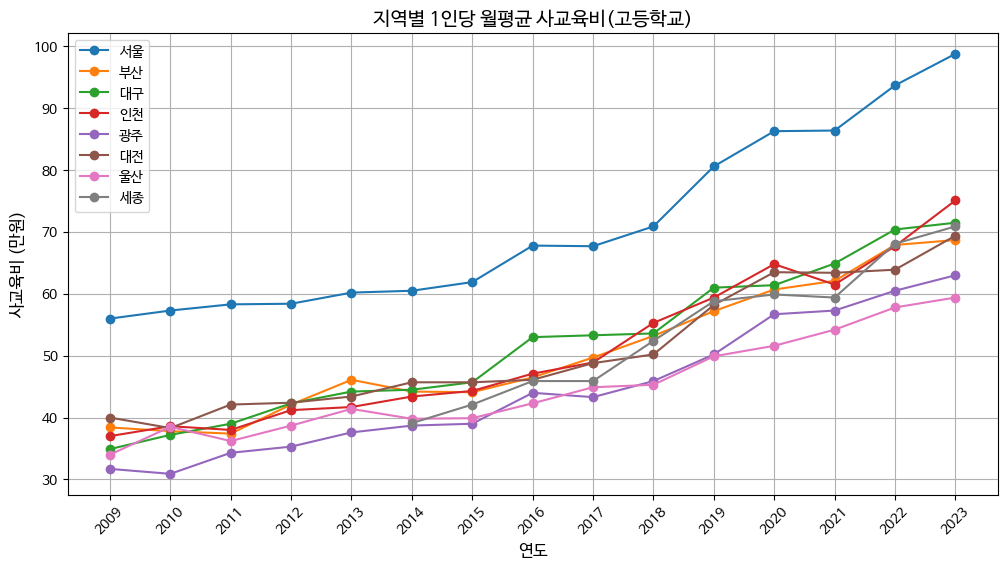 지역별 1인당 월평균 사교육비(고등학교)
사교육비 (만원)
100
90
80
70
60
50
40
30
서울
부산
대구
인천
광주
대전
울산
세종
2009 2010 2011 2012 2013 2014 2015 2016 2017 2018 2019 2020 2021 2022 2023
연도